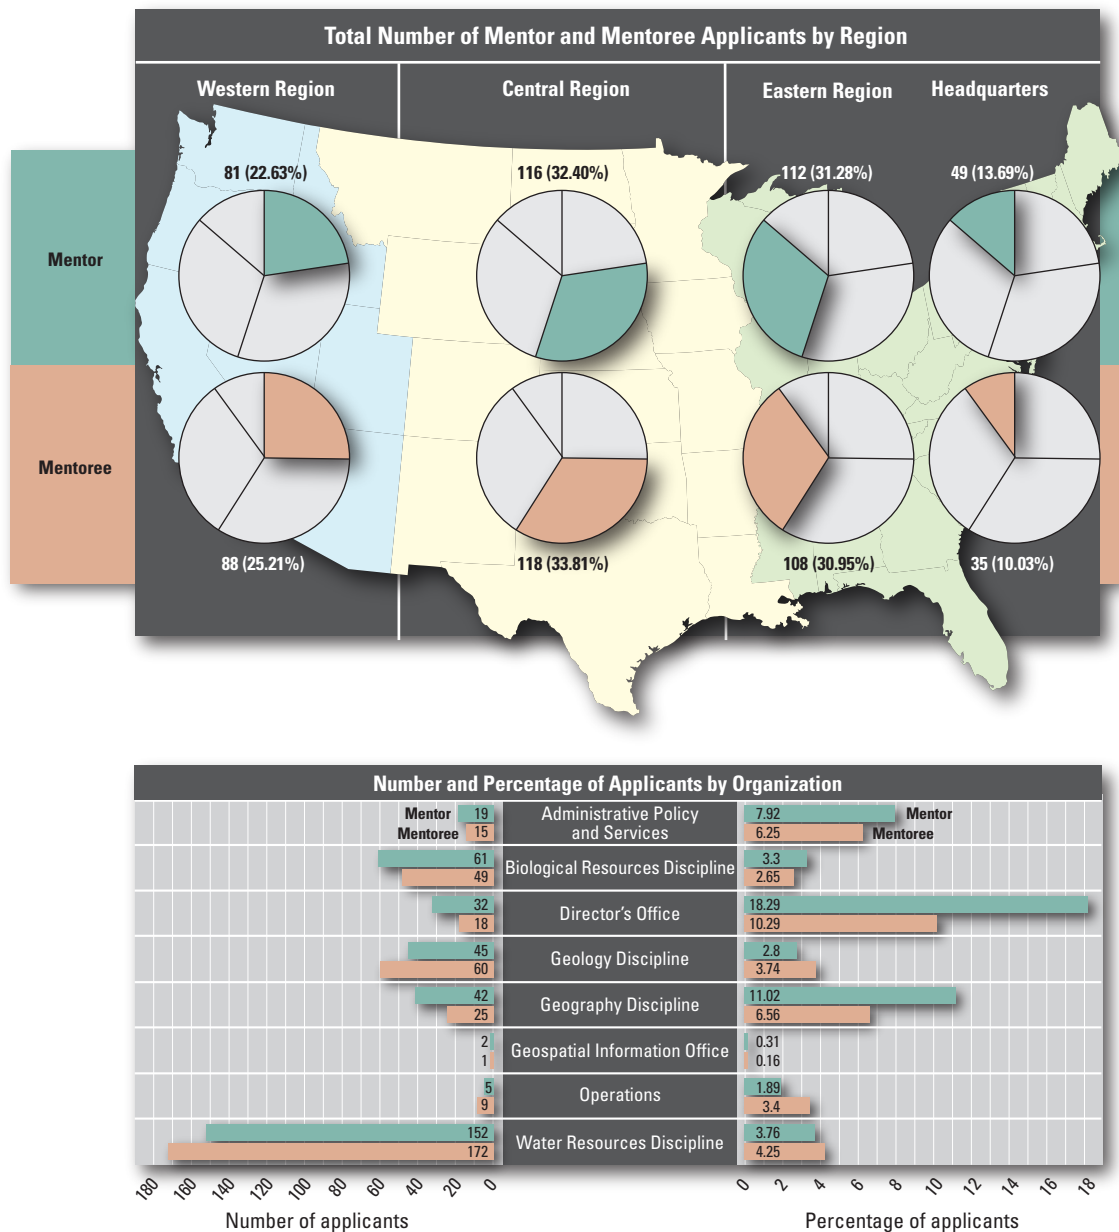 Total Number of Mentor and Mentoree Applicants by Region
Western Region
Central Region
Eastern Region
Headquarters
Mentor
81 (22.63%)
116 (32.40%)
112 (31.28%)
49 (13.69%)
Mentoree
88 (25.21%)
118 (33.81%)
108 (30.95%)
35 (10.03%)
Number and Percentage of Applicants by Organization
Mentor 19 Administrative Policy 7.92 Mentor
Mentoree 15 and Services 6.25 Mentoree
61 Biological Resources Discipline 3.3
49 2.65
32 Director's Office 18.29
18 10.29
45 Geology Discipline 2.8
60 3.74
42 Geography Discipline 11.02
25 6.56
2 Geospatial Information Office 0.31
1 0.16
5 Operations 1.89
9 3.4
152 Water Resources Discipline 3.76
172 4.25
180 160 140 120 100 80 60 40 20 0 0 2 4 6 8 10 12 14 16 18
Number of applicants Percentage of applicants